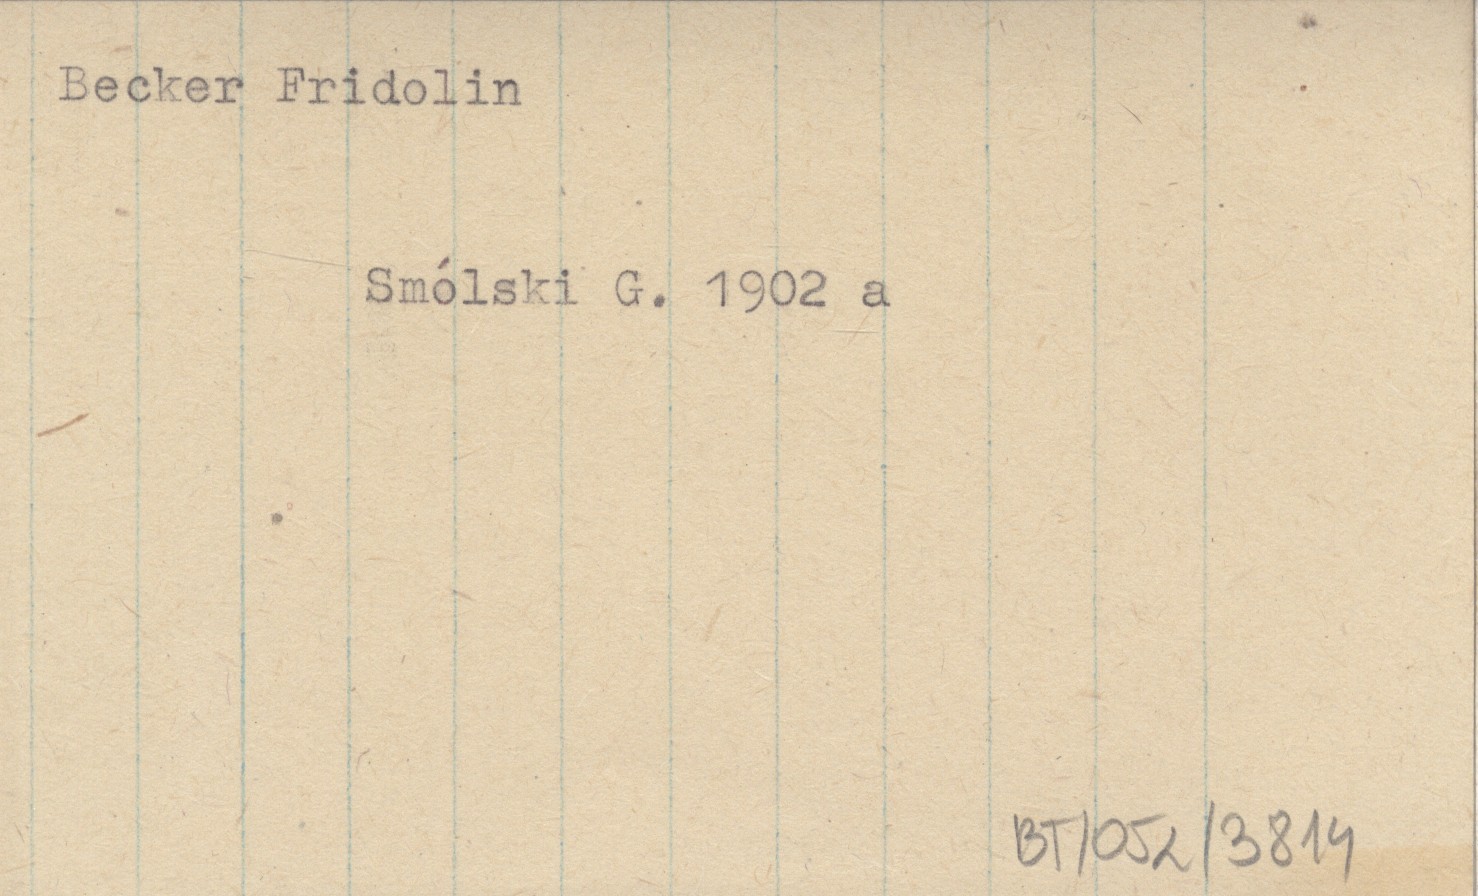 Becker Fridolin
Smólski G. 1902 a
BT/052/3814